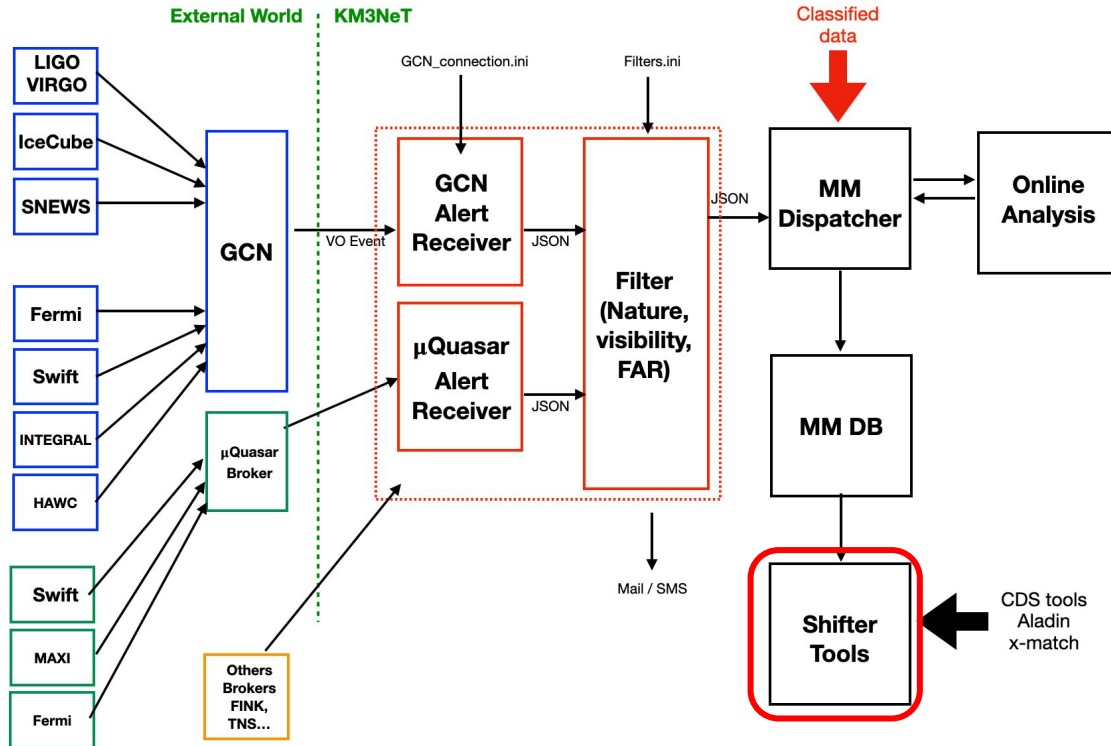 External World
KM3NeT
Classified
data
LIGO
VIRGO
IceCube
SNEWS
Fermi
Swift
INTEGRAL
HAWC
GCN
μQuasar
Broker
Swift
MAXI
Fermi
GCN_connection.ini
Filters.ini
VO Event
GCN
Alert
Receiver
JSON
μQuasar
Alert
Receiver
JSON
Filter
(Nature,
visibility,
FAR)
JSON
MM
Dispatcher
Online
Analysis
MM DB
Mail / SMS
Others
Brokers
FINK,
TNS...
Shifter
Tools
CDS tools
Aladin
x-match